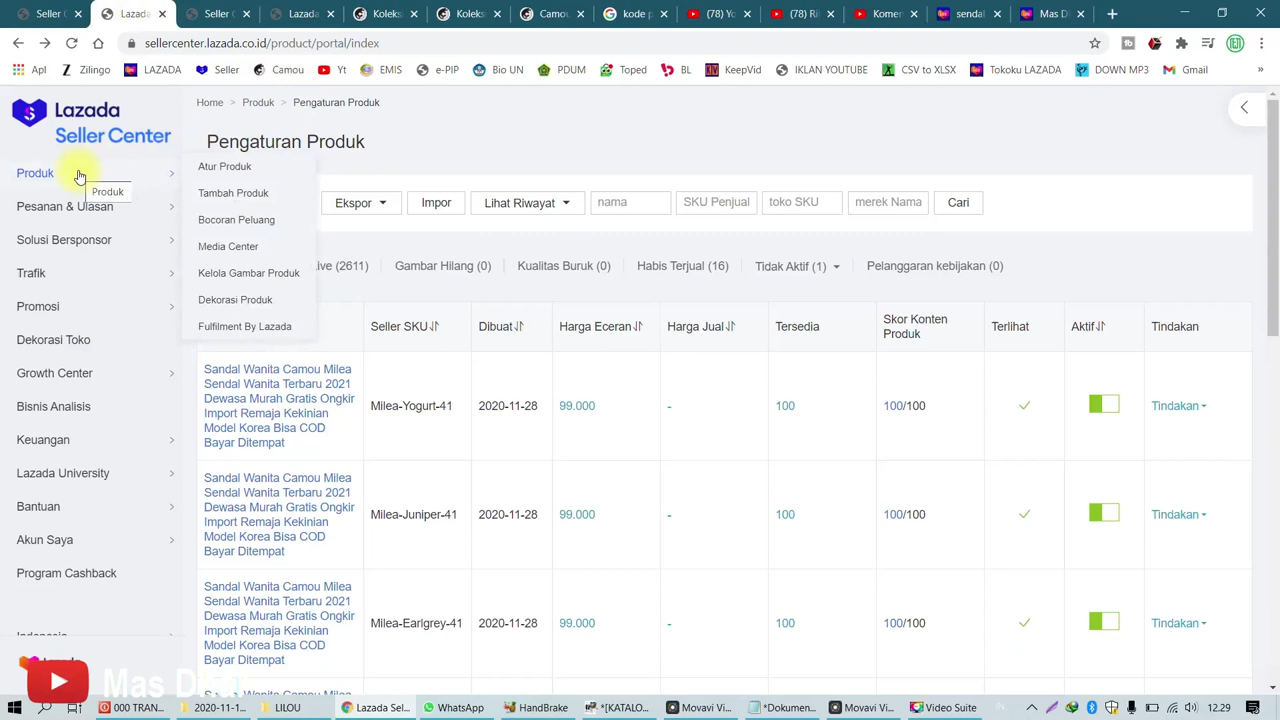 Lazada
Koleks
Koleks
Camou
kode p
(78) Yo
(78) Yo
Komen
sendal
Mas Di
sellercenter.lazada.co.id/product/portal/index
Apl
Zilingo
LAZADA
Seller
Camou
Yt
EMIS
e-PIP
Bio UN
PDUM
Toped
BL
KeepVid
IKLAN YOUTUBE
CSV to XLSX
Tokoku LAZADA
DOWN MP3
Gmail
»
Lazada
Seller Center
Home > Produk > Pengaturan Produk
Pengaturan Produk
Produk
Produk
Pesanan & Ulasan
Solusi Bersponsor
Trafik
Promosi
Dekorasi Toko
Growth Center
Bisnis Analisis
Keuangan
Lazada University
Bantuan
Akun Saya
Program Cashback
Indonesia
Lazada
Atur Produk
Tambah Produk
Bocoran Peluang
Media Center
Kelola Gambar Produk
Dekorasi Produk
Fulfilment By Lazada
Ekspor
Impor
Lihat Riwayat
nama
SKU Penjual
toko SKU
merek Nama
Cari
Live (2611)
Gambar Hilang (0)
Kualitas Buruk (0)
Habis Terjual (16)
Tidak Aktif (1)
Pelanggaran kebijakan (0)
Seller SKU
Dibuat
Harga Eceran
Harga Jual
Tersedia
Skor Konten
Produk
Terlihat
Aktif
Tindakan
Sandal Wanita Camou Milea
Sendal Wanita Terbaru 2021
Dewasa Murah Gratis Ongkir
Import Remaja Kekinian
Model Korea Bisa COD
Bayar Ditempat
Milea-Yogurt-41
2020-11-28
99.000
-
100
100/100
Tindakan
Sandal Wanita Camou Milea
Sendal Wanita Terbaru 2021
Dewasa Murah Gratis Ongkir
Import Remaja Kekinian
Model Korea Bisa COD
Bayar Ditempat
Milea-Juniper-41
2020-11-28
99.000
-
100
100/100
Tindakan
Sandal Wanita Camou Milea
Sendal Wanita Terbaru 2021
Dewasa Murah Gratis Ongkir
Import Remaja Kekinian
Model Korea Bisa COD
Bayar Ditempat
Milea-Earlgrey-41
2020-11-28
99.000
-
100
100/100
Tindakan
Sandal Wanita Camou Milea
Mas
000 TRAN...
2020-11-1...
LILOU
Lazada Sel...
WhatsApp
HandBrake
*[KATALO...
Movavi Vi...
*Dokumen...
Movavi Vi...
Video Suite
12.29